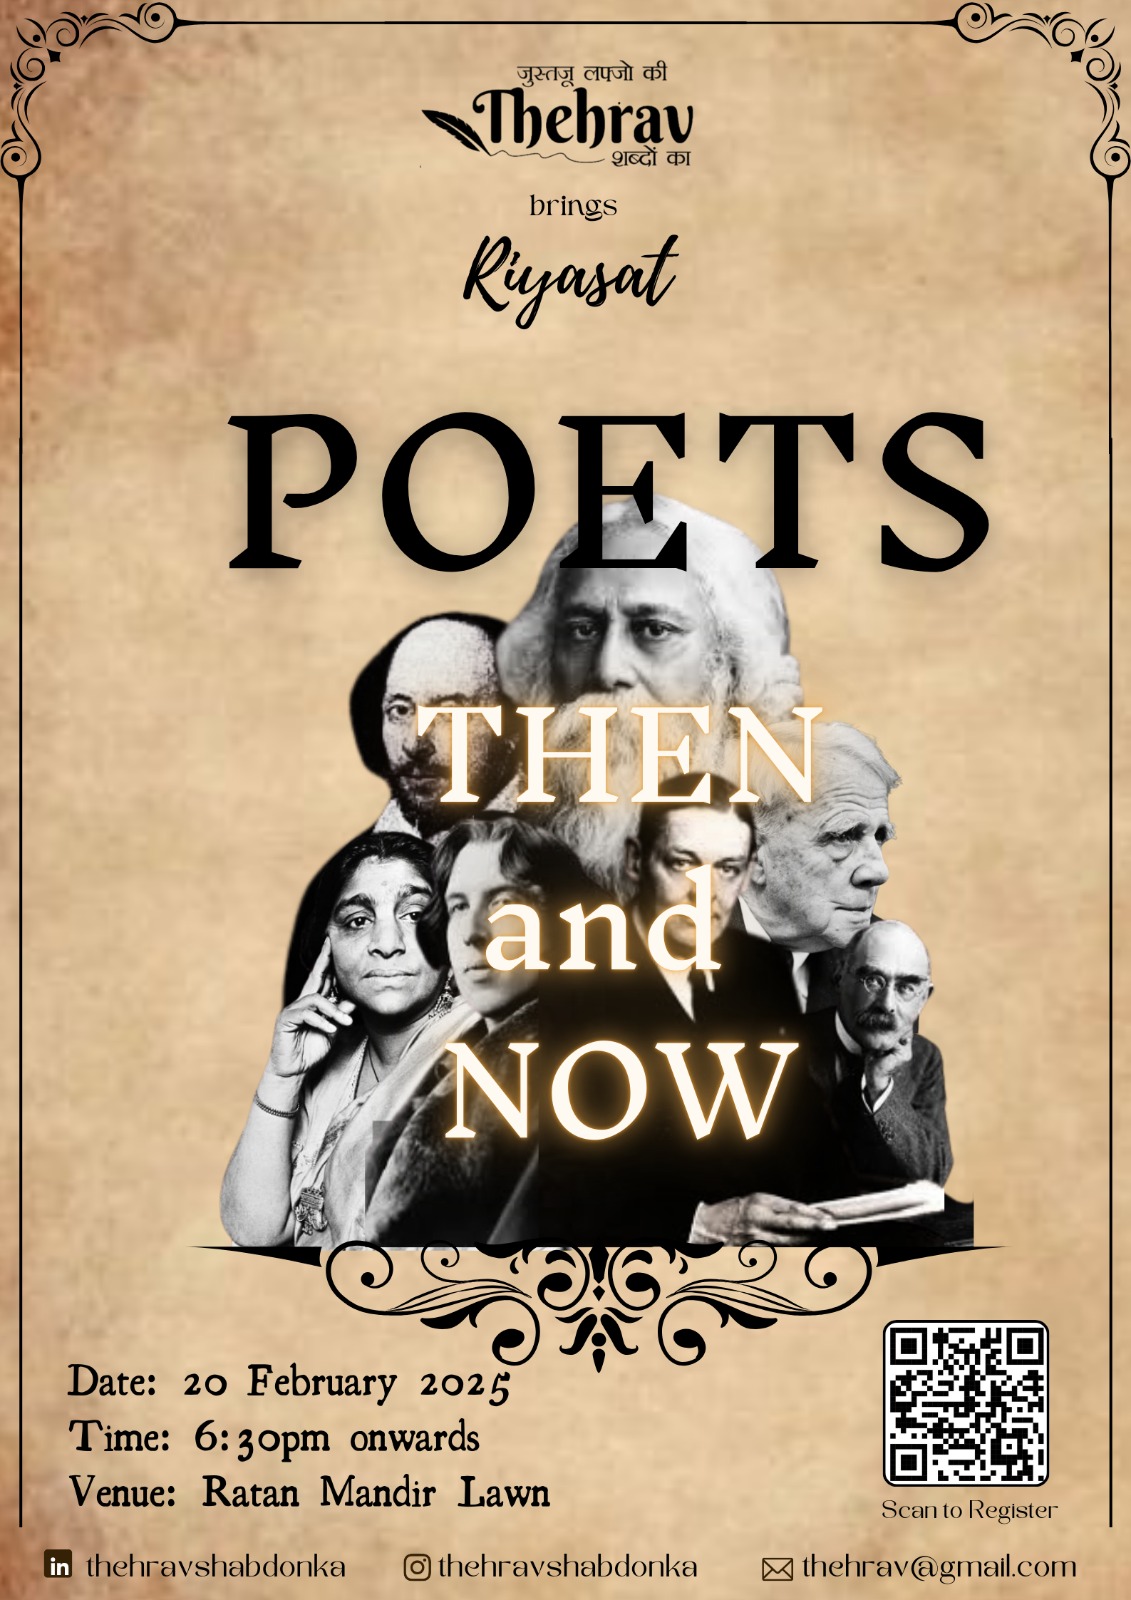 जुस्तजू लफ्जो की
Thehrav
शब्दों का
brings
Riyasat
POETS
THEN
and
NOW
Date: 20 February 2025
Time: 6:30pm onwards
Venue: Ratan Mandir Lawn
Scan to Register
in thehravshabdonka thehravshabdonka thehrav@gmail.com